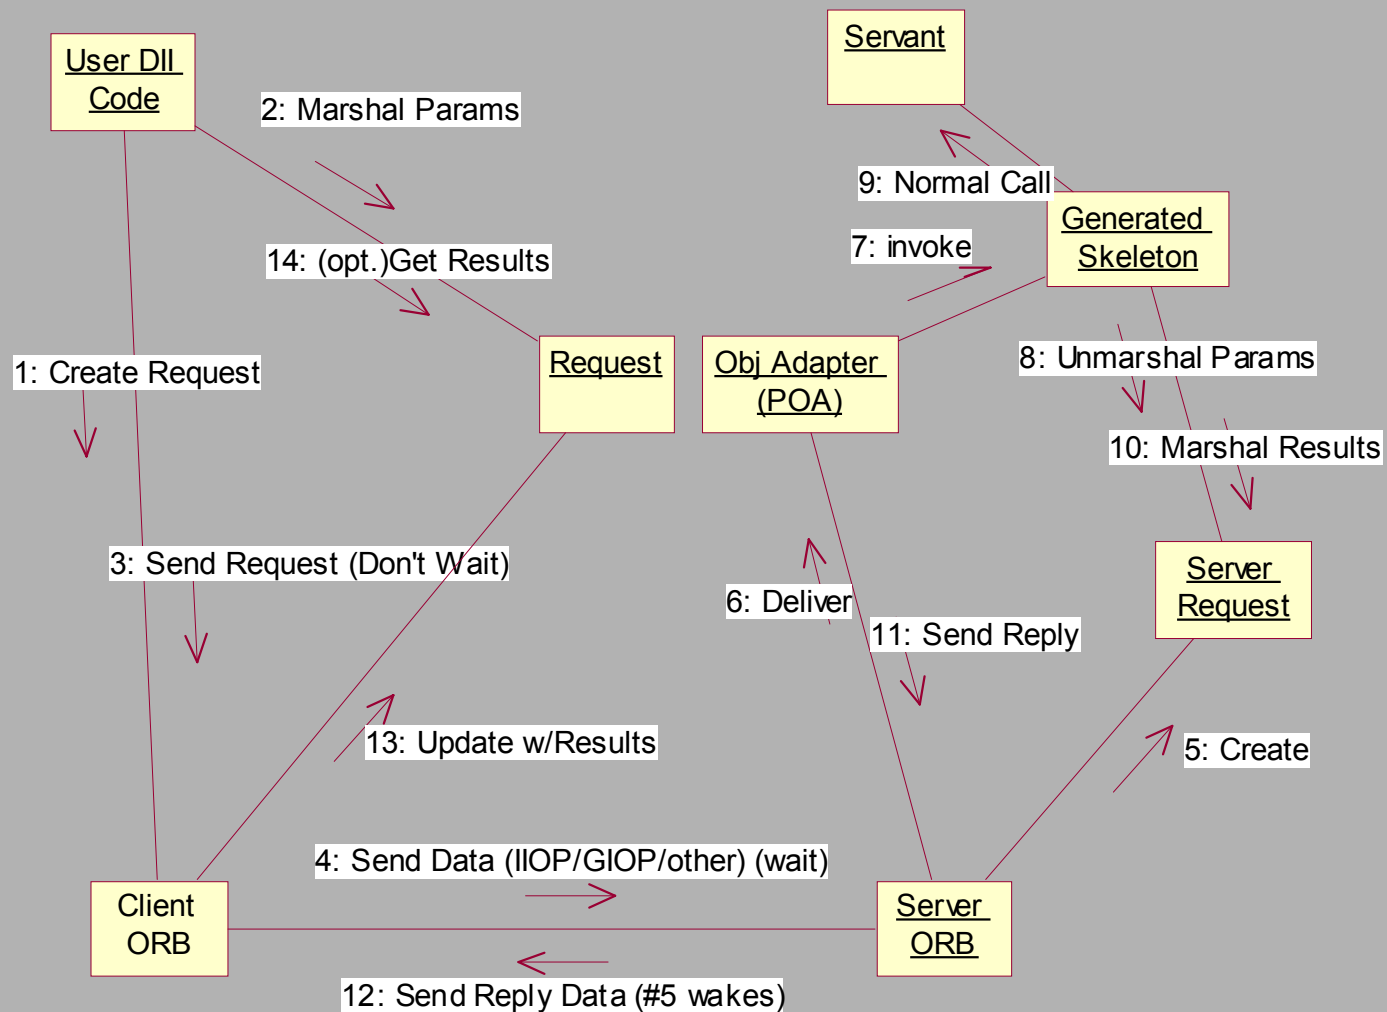 Servant
User DII
Code
2: Marshal Params
9: Normal Call
Generated
Skeleton
7: invoke
14: (opt.)Get Results
Request
Obj Adapter
(POA)
8: Unmarshal Params
1: Create Request
10: Marshal Results
3: Send Request (Don't Wait)
Server
Request
6: Deliver
11: Send Reply
13: Update w/Results
5: Create
4: Send Data (IIOP/GIOP/other) (wait)
Client
ORB
Server
ORB
12: Send Reply Data (#5 wakes)